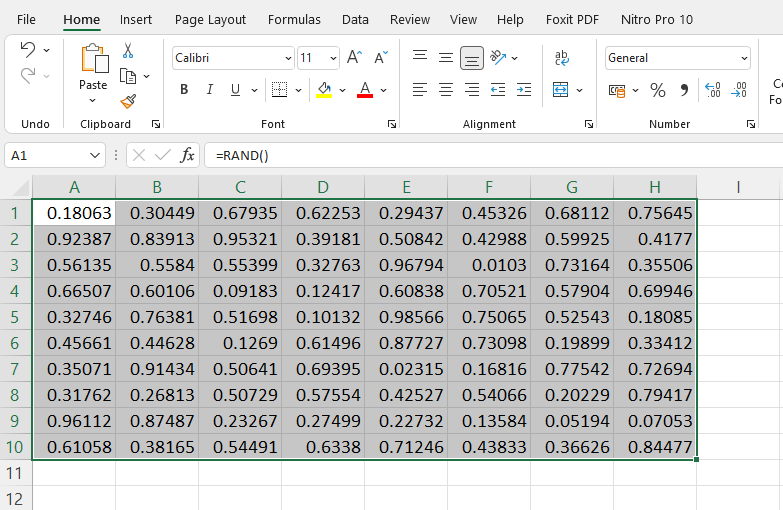 File Home Insert Page Layout Formulas Data Review View Help Foxit PDF Nitro Pro 10
Calibri 11 A A ab General
Paste B I U A % Co
Fo
Undo Clipboard Font Alignment Number
A1 fx =RAND()
A B C D E F G H I
1 0.18063 0.30449 0.67935 0.62253 0.29437 0.45326 0.68112 0.75645
2 0.92387 0.83913 0.95321 0.39181 0.50842 0.42988 0.59925 0.4177
3 0.56135 0.5584 0.55399 0.32763 0.96794 0.0103 0.73164 0.35506
4 0.66507 0.60106 0.09183 0.12417 0.60838 0.70521 0.57904 0.69946
5 0.32746 0.76381 0.51698 0.10132 0.98566 0.75065 0.52543 0.18085
6 0.45661 0.44628 0.1269 0.61496 0.87727 0.73098 0.19899 0.33412
7 0.35071 0.91434 0.50641 0.69395 0.02315 0.16816 0.77542 0.72694
8 0.31762 0.26813 0.50729 0.57554 0.42527 0.54066 0.20229 0.79417
9 0.96112 0.87487 0.23267 0.27499 0.22732 0.13584 0.05194 0.07053
10 0.61058 0.38165 0.54491 0.6338 0.71246 0.43833 0.36626 0.84477
11
12